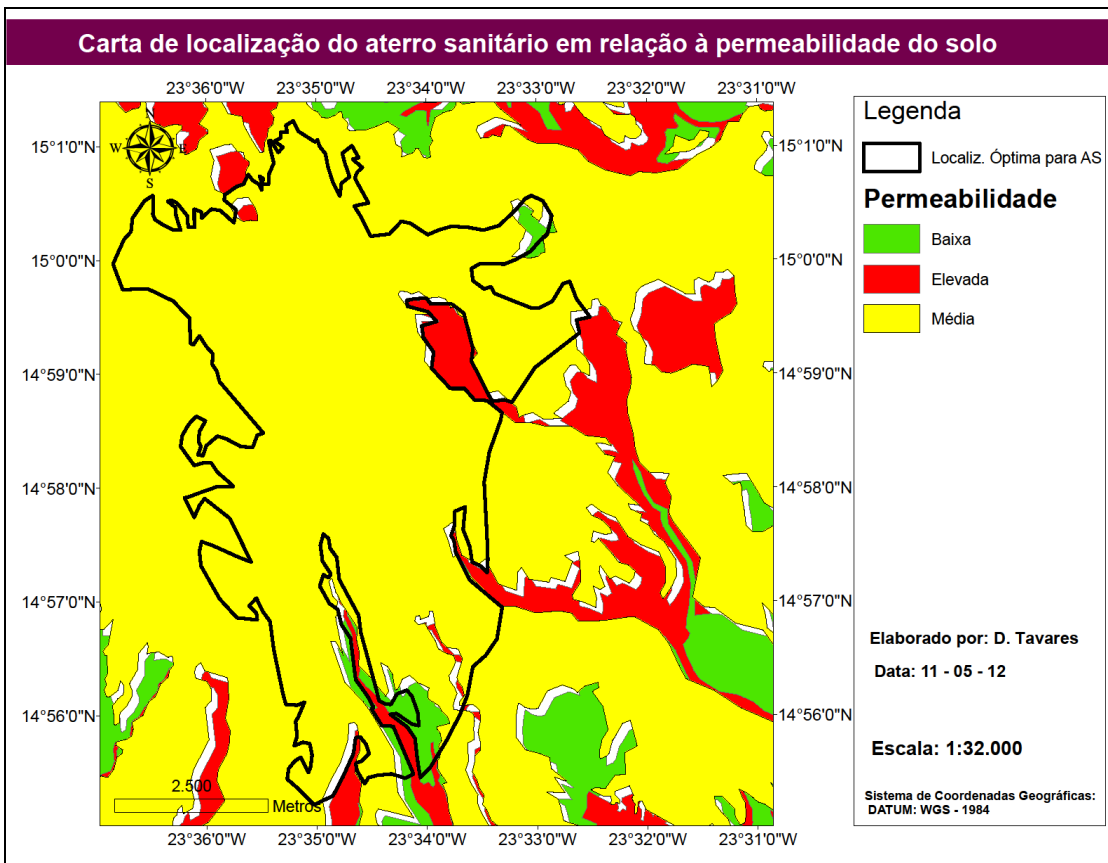 Carta de localização do aterro sanitário em relação à permeabilidade do solo
23°36'0"W 23°35'0"W 23°34'0"W 23°33'0"W 23°32'0"W 23°31'0"W
N
W E
S
15°1'0"N 15°1'0"N
15°0'0"N 15°0'0"N
14°59'0"N 14°59'0"N
14°58'0"N 14°58'0"N
14°57'0"N 14°57'0"N
14°56'0"N 14°56'0"N
2.500
Metros
23°36'0"W 23°35'0"W 23°34'0"W 23°33'0"W 23°32'0"W 23°31'0"W
Legenda
Localiz. Óptima para AS
Permeabilidade
Baixa
Elevada
Média
Elaborado por: D. Tavares
Data: 11 - 05 - 12
Escala: 1:32.000
Sistema de Coordenadas Geográficas:
DATUM: WGS - 1984